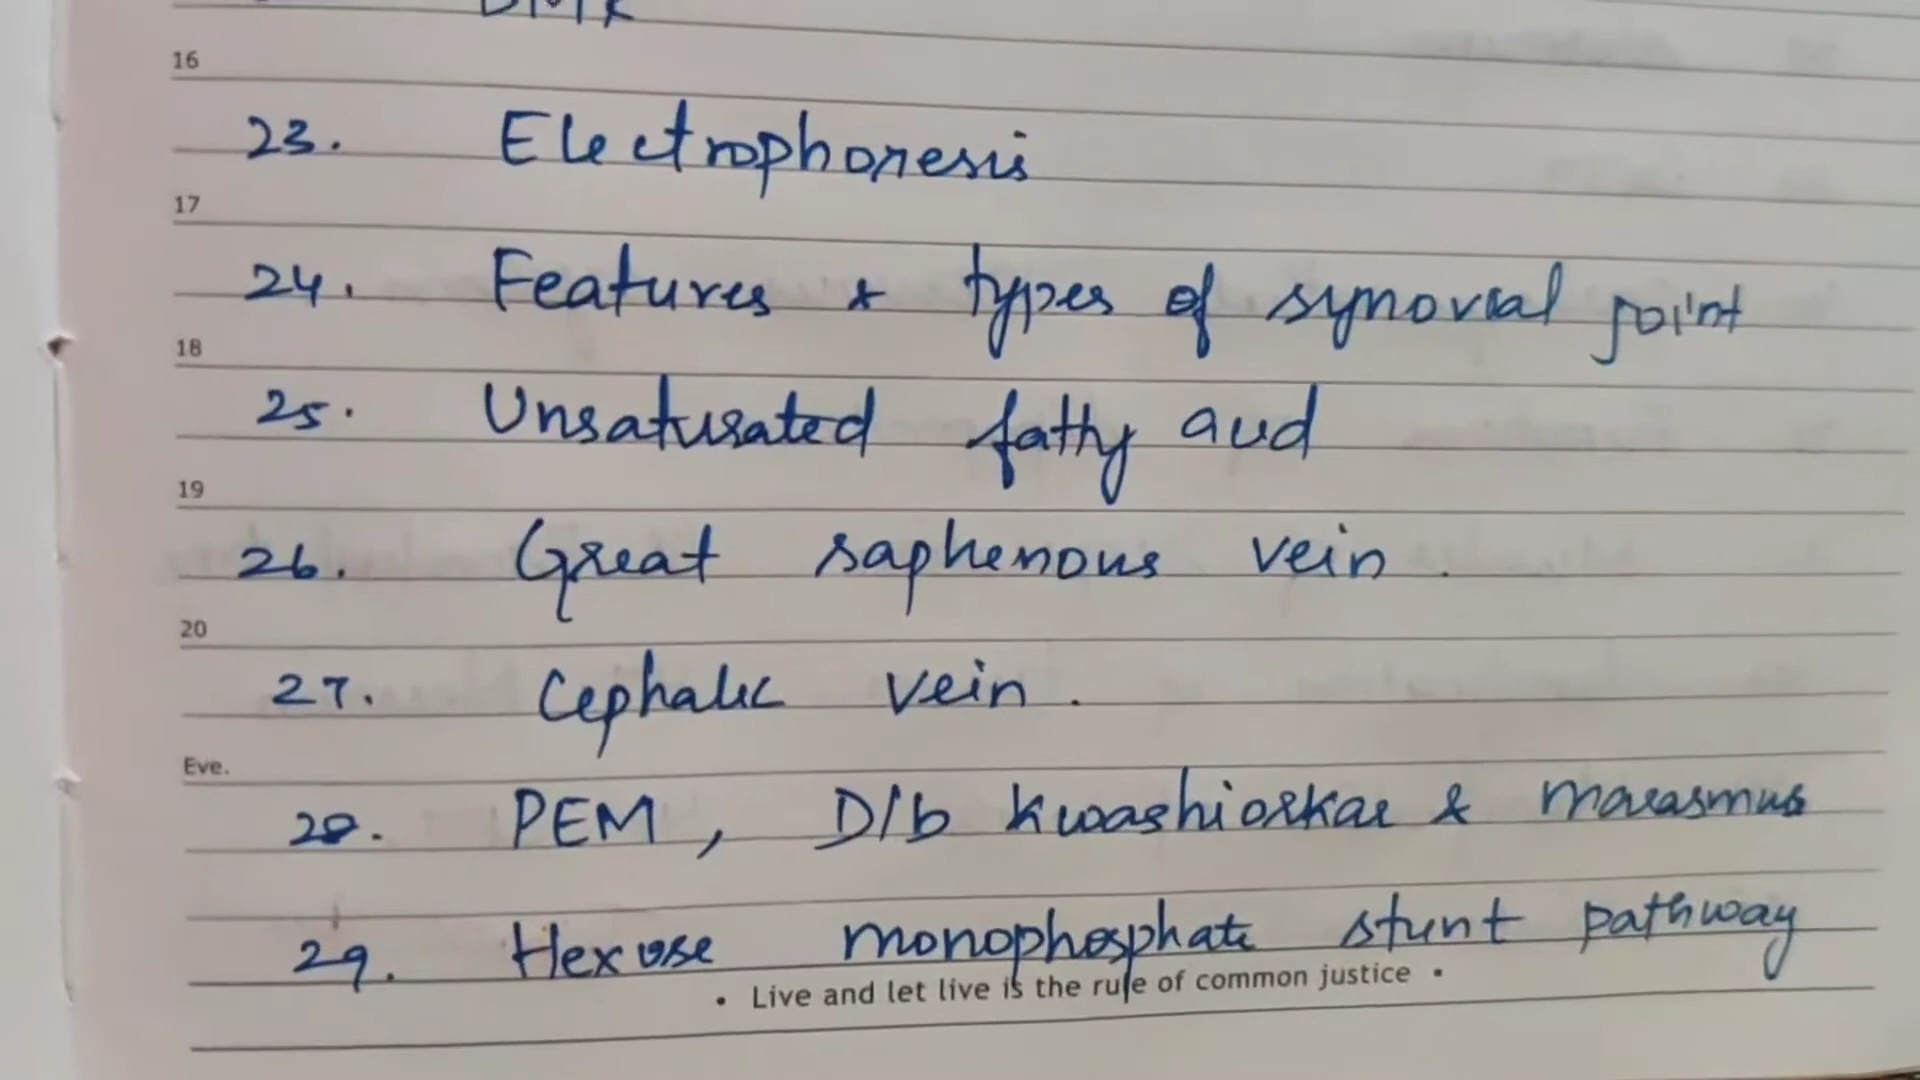 BMR
16
23. Electrophoresis
17
24. Features & types of synovial joint
18
25. Unsaturated fatty acid
19
26. Great saphenous vein.
20
27. Cephalic vein.
Eve.
28. PEM, D/b kwashiorkar & marasmus
29. Hexose monophosphate stunt pathway
• Live and let live is the rule of common justice •